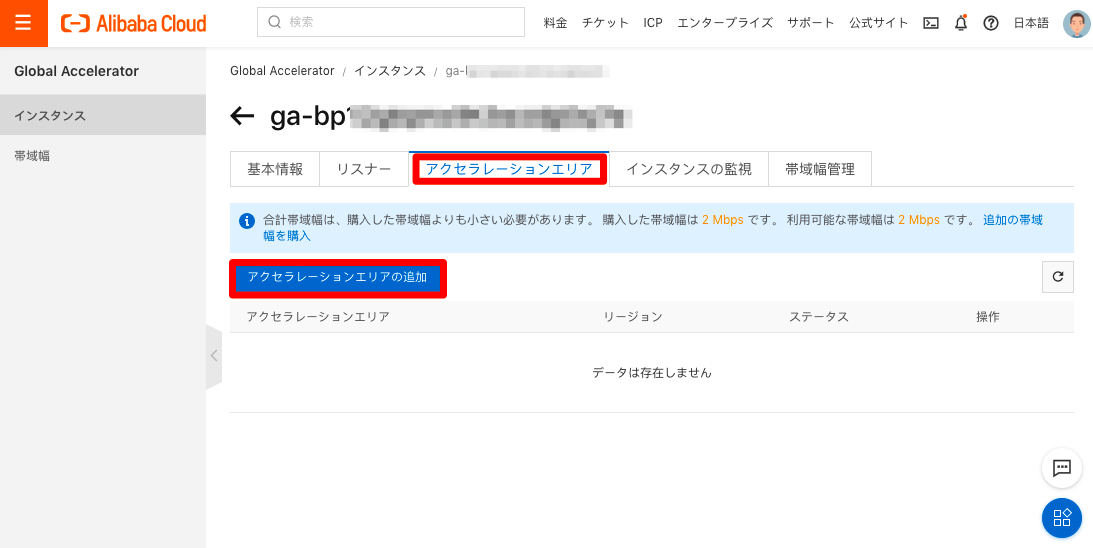 Alibaba Cloud
検索
料金 チケット ICP エンタープライズ サポート 公式サイト 日本語
Global Accelerator
インスタンス
帯域幅
Global Accelerator / インスタンス /
基本情報 リスナー アクセラレーションエリア インスタンスの監視 帯域幅管理
合計帯域幅は、購入した帯域幅よりも小さい必要があります。 購入した帯域幅は 2 Mbps です。 利用可能な帯域幅は 2 Mbps です。 追加の帯域
幅を購入
アクセラレーションエリアの追加
アクセラレーションエリア リージョン ステータス 操作
データは存在しません